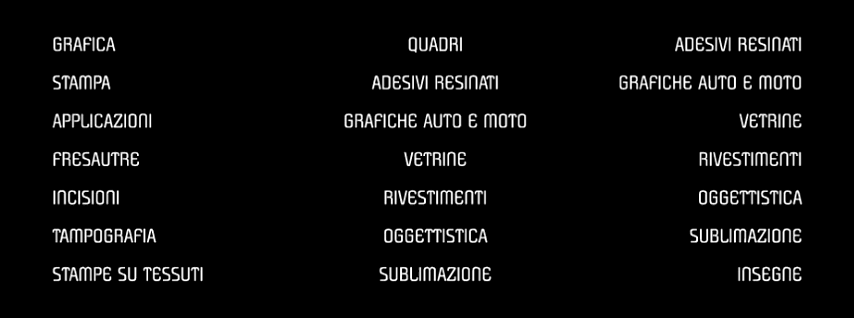 GRAFICA
STAMPA
APPLICAZIONI
FRESAUTRE
INCISIONI
TAMPOGRAFIA
STAMPE SU TESSUTI
QUADRI
ADESIVI RESINATI
GRAFICHE AUTO E MOTO
VETRINE
RIVESTIMENTI
OGGETTISTICA
SUBLIMAZIONE
ADESIVI RESINATI
GRAFICHE AUTO E MOTO
VETRINE
RIVESTIMENTI
OGGETTISTICA
SUBLIMAZIONE
INSEGNE